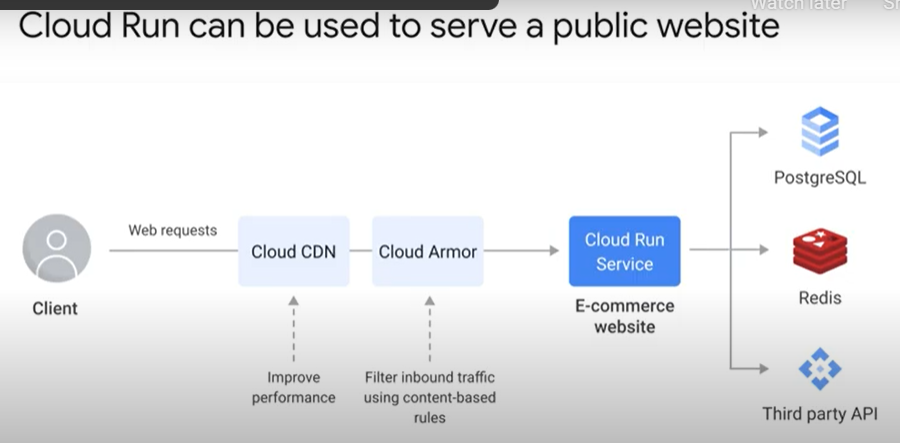 Watch later
Cloud Run can be used to serve a public website
PostgreSQL
Web requests
Cloud CDN
Cloud Armor
Cloud Run
Service
Redis
Client
E-commerce
website
Improve
performance
Filter inbound traffic
using content-based
rules
Third party API